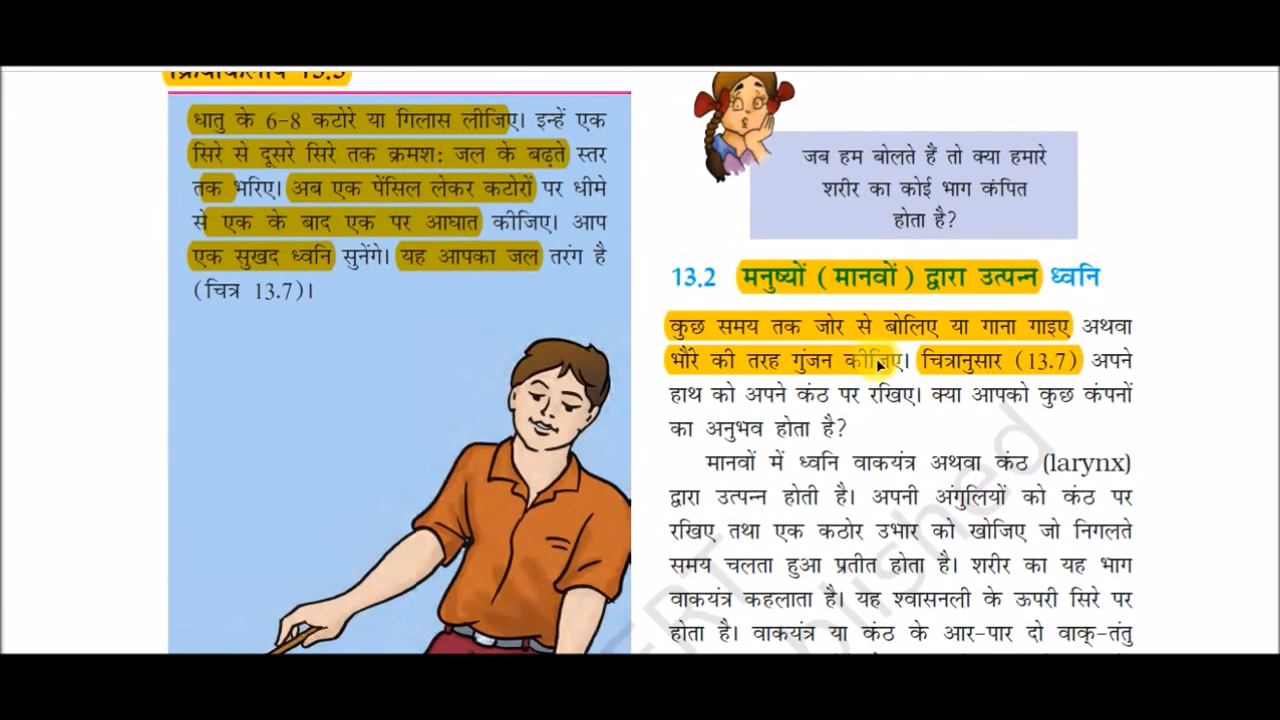 क्रियाकलाप 13.5
धातु के 6-8 कटोरे या गिलास लीजिए। इन्हें एक
सिरे से दूसरे सिरे तक क्रमश: जल के बढ़ते स्तर
तक भरिए। अब एक पेंसिल लेकर कटोरों पर धीमे
से एक के बाद एक पर आघात कीजिए। आप
एक सुखद ध्वनि सुनेंगे। यह आपका जल तरंग है
(चित्र 13.7)।
जब हम बोलते हैं तो क्या हमारे
शरीर का कोई भाग कंपित
होता है?
13.2 मनुष्यों (मानवों) द्वारा उत्पन्न ध्वनि
कुछ समय तक जोर से बोलिए या गाना गाइए अथवा
भौंरे की तरह गुंजन कीजिए। चित्रानुसार (13.7) अपने
हाथ को अपने कंठ पर रखिए। क्या आपको कुछ कंपनों
का अनुभव होता है?
मानवों में ध्वनि वाकयंत्र अथवा कंठ (larynx)
द्वारा उत्पन्न होती है। अपनी अंगुलियों को कंठ पर
रखिए तथा एक कठोर उभार को खोजिए जो निगलते
समय चलता हुआ प्रतीत होता है। शरीर का यह भाग
वाकयंत्र कहलाता है। यह श्वासनली के ऊपरी सिरे पर
होता है। वाकयंत्र या कंठ के आर-पार दो वाक्-तंतु